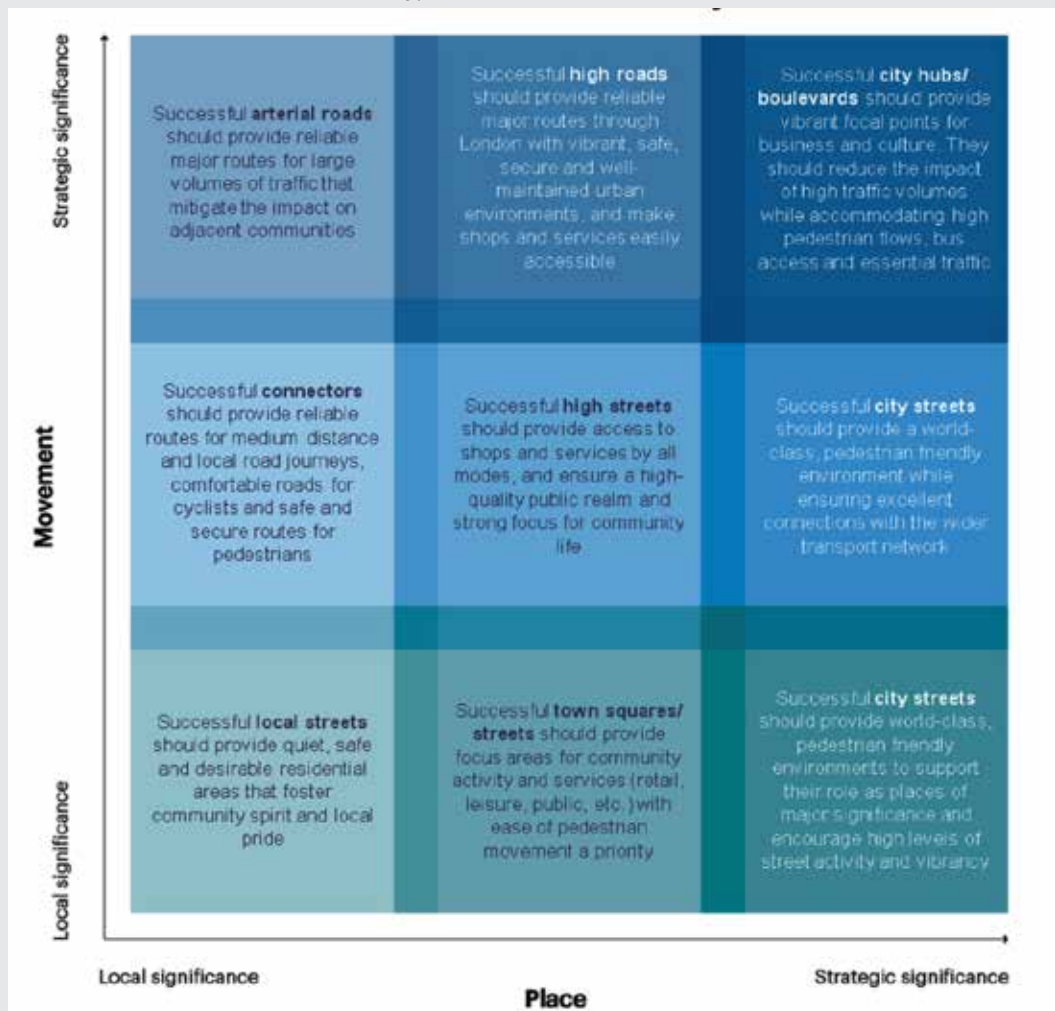 Strategic significance
Movement
Local significance
Successful arterial roads
should provide reliable
major routes for large
volumes of traffic that
mitigate the impact on
adjacent communities
Successful high roads
should provide reliable
major routes through
London with vibrant, safe,
secure and well-
maintained urban
environments, and make
shops and services easily
accessible
Successful city hubs/
boulevards should provide
vibrant focal points for
business and culture. They
should reduce the impact
of high traffic volumes
while accommodating high
pedestrian flows, bus
access and essential traffic
Successful connectors
should provide reliable
routes for medium distance
and local road journeys,
comfortable roads for
cyclists and safe and
secure routes for
pedestrians
Successful high streets
should provide access to
shops and services by all
modes, and ensure a high-
quality public realm and
strong focus for community
life
Successful city streets
should provide a world-
class, pedestrian friendly
environment while
ensuring excellent
connections with the wider
transport network
Successful local streets
should provide quiet, safe
and desirable residential
areas that foster
community spirit and local
pride
Successful town squares/
streets should provide
focus areas for community
activity and services (retail,
leisure, public, etc.) with
ease of pedestrian
movement a priority
Successful city streets
should provide world-class,
pedestrian friendly
environments to support
their role as places of
major significance and
encourage high levels of
street activity and vibrancy
Local significance
Strategic significance
Place